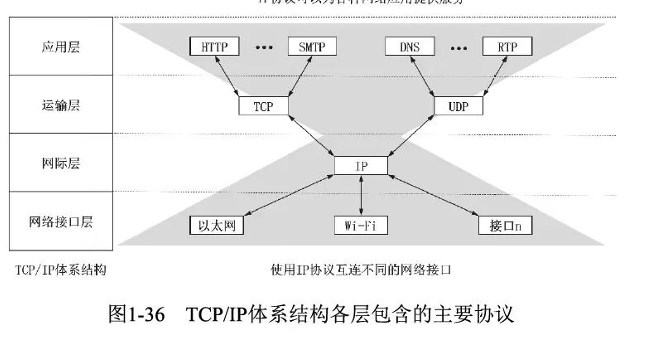 IP协议可以为各种网络应用提供服务
应用层 HTTP ••• SMTP DNS ••• RTP
运输层 TCP UDP
网际层 IP
网络接口层 以太网 Wi-Fi 接口n
TCP/IP体系结构 使用IP协议互连不同的网络接口
图1-36 TCP/IP体系结构各层包含的主要协议